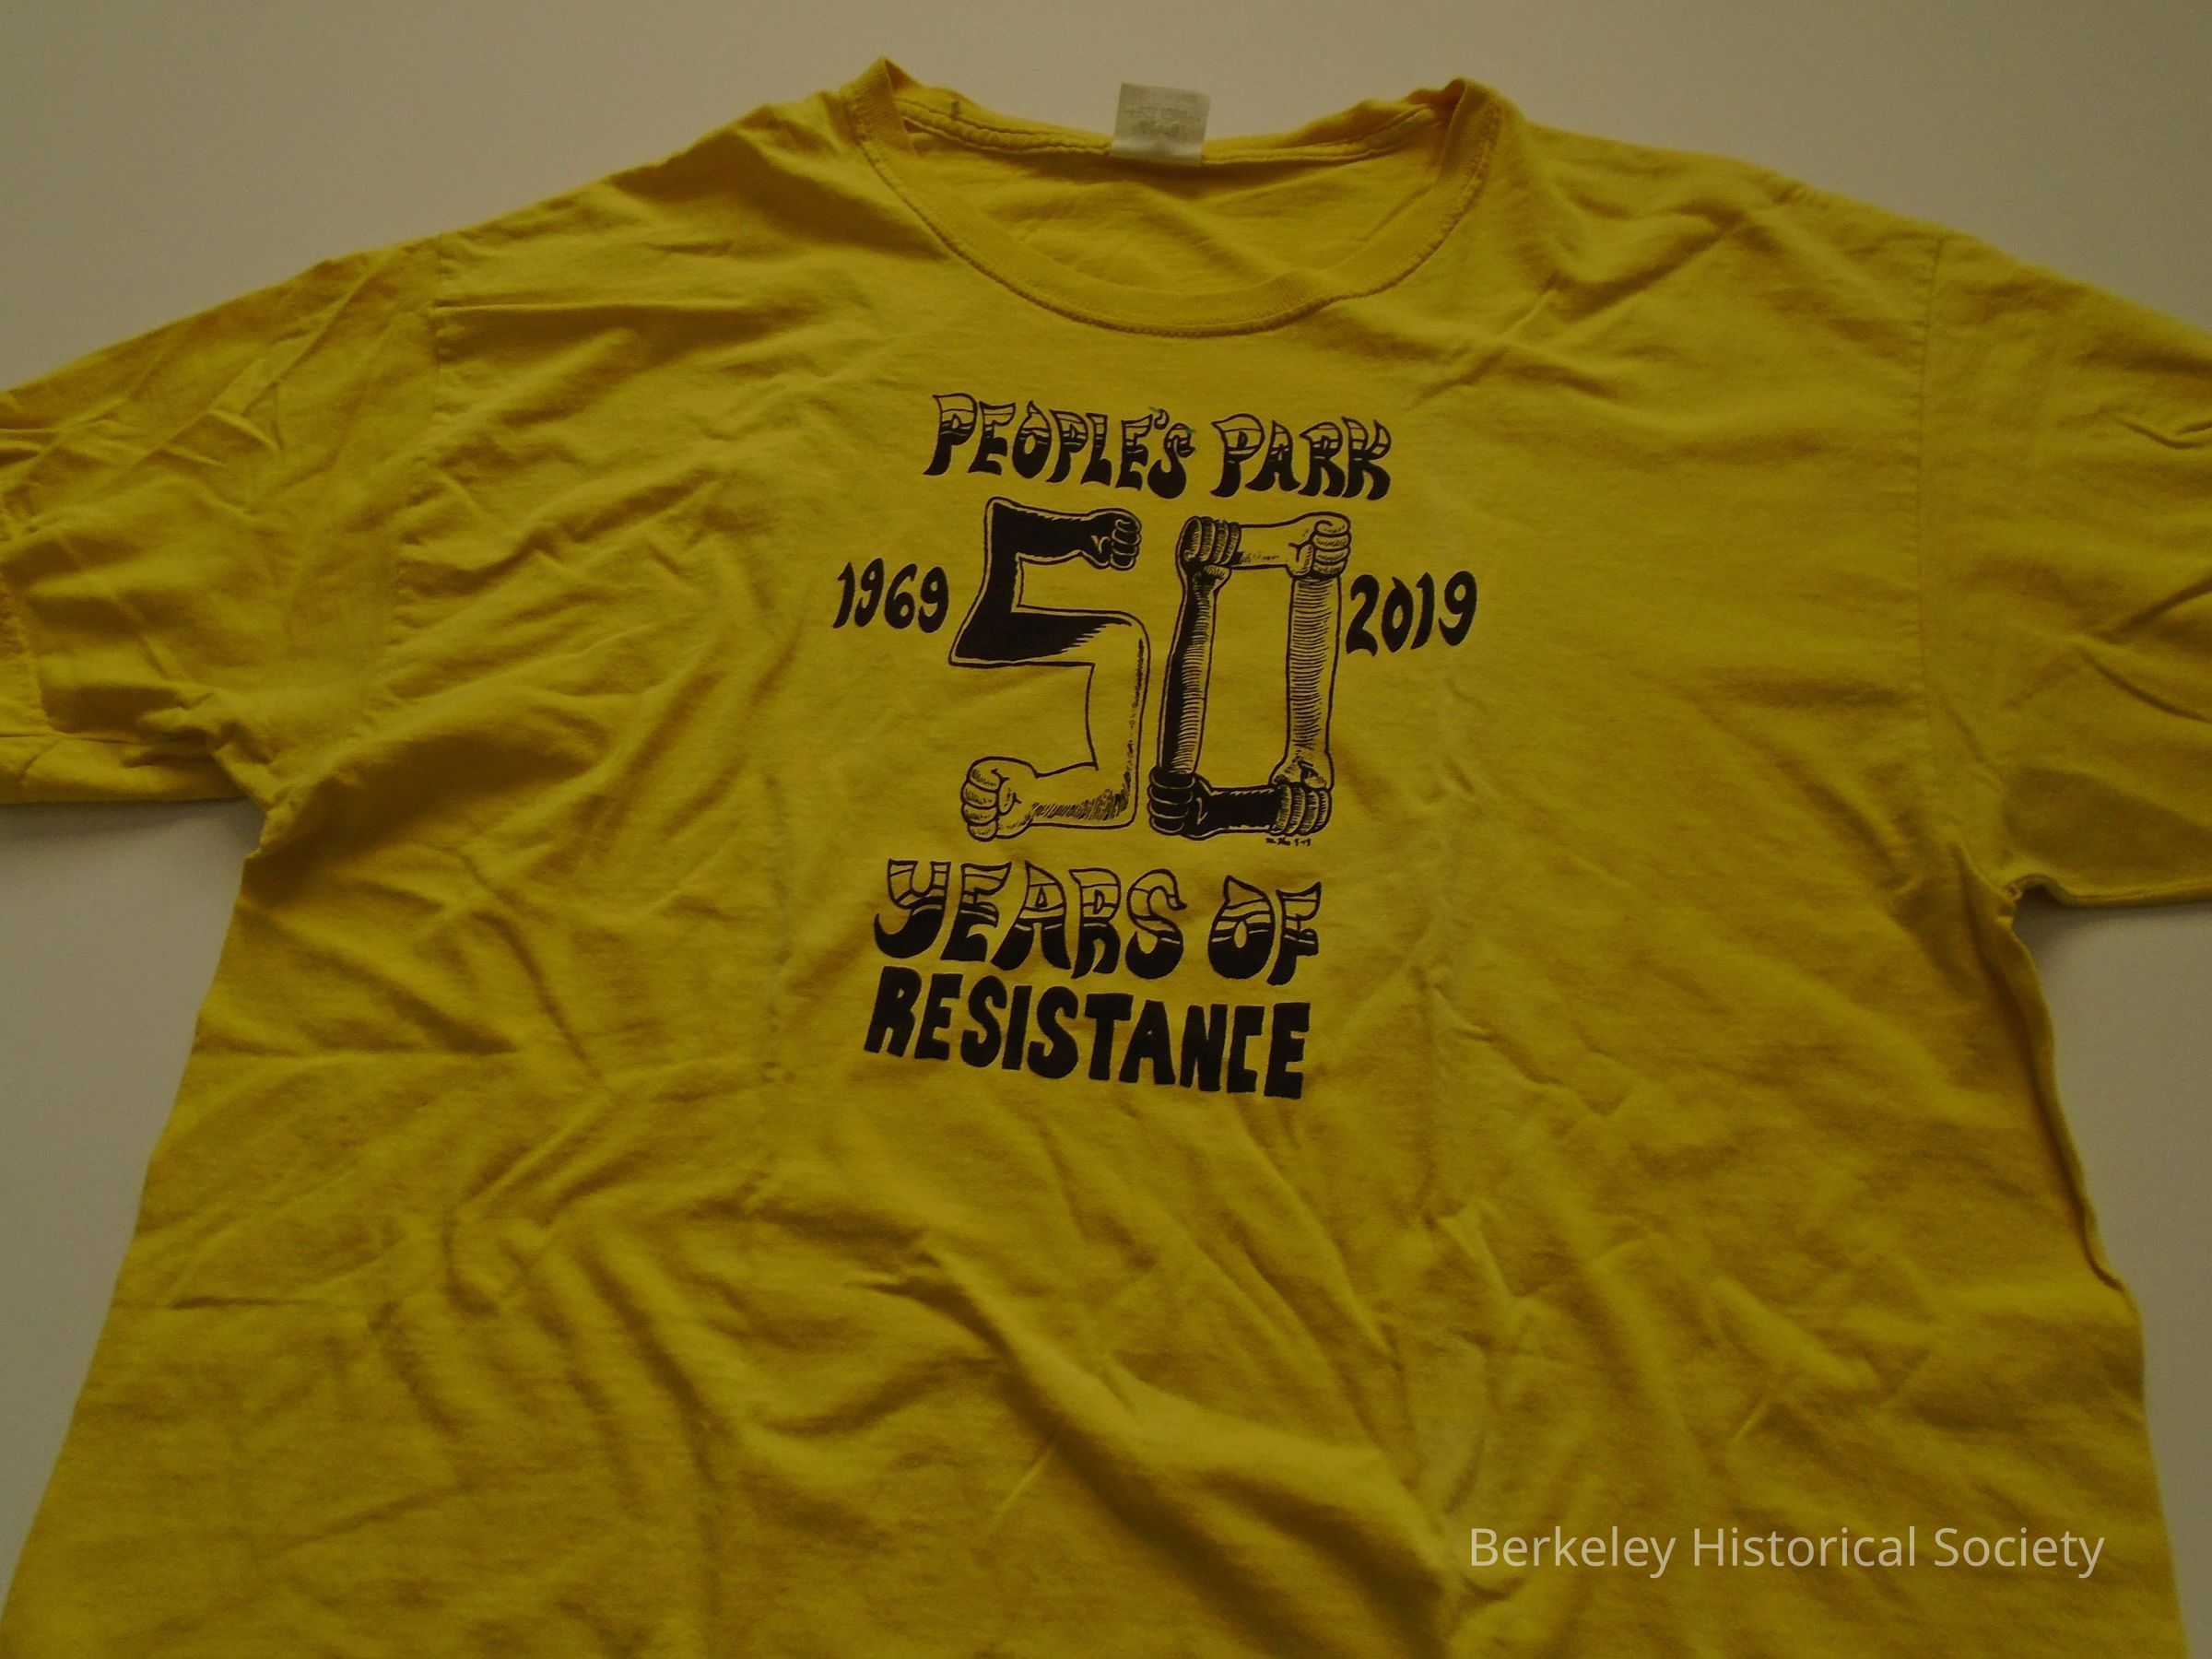 PEOPLE'S PARK
1969 50 2019
YEARS OF
RESISTANCE
Berkeley Historical Society